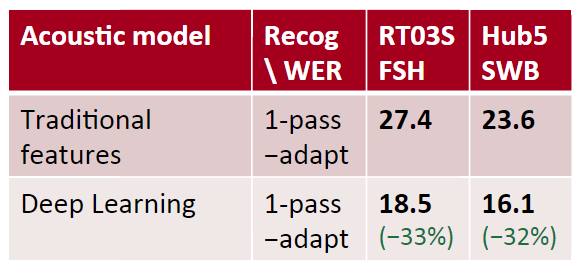 Acoustic model Recog RT03S Hub5
\ WER FSH SWB
Traditional 1-pass 27.4 23.6
features −adapt
Deep Learning 1-pass 18.5 16.1
−adapt (−33%) (−32%)